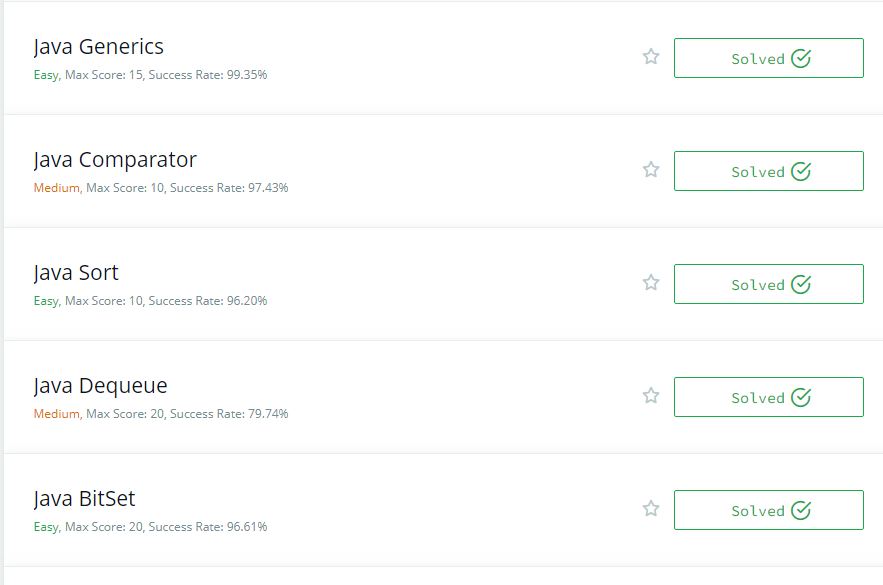 Java Generics
Easy, Max Score: 15, Success Rate: 99.35%
Solved
Java Comparator
Medium, Max Score: 10, Success Rate: 97.43%
Solved
Java Sort
Easy, Max Score: 10, Success Rate: 96.20%
Solved
Java Dequeue
Medium, Max Score: 20, Success Rate: 79.74%
Solved
Java BitSet
Easy, Max Score: 20, Success Rate: 96.61%
Solved